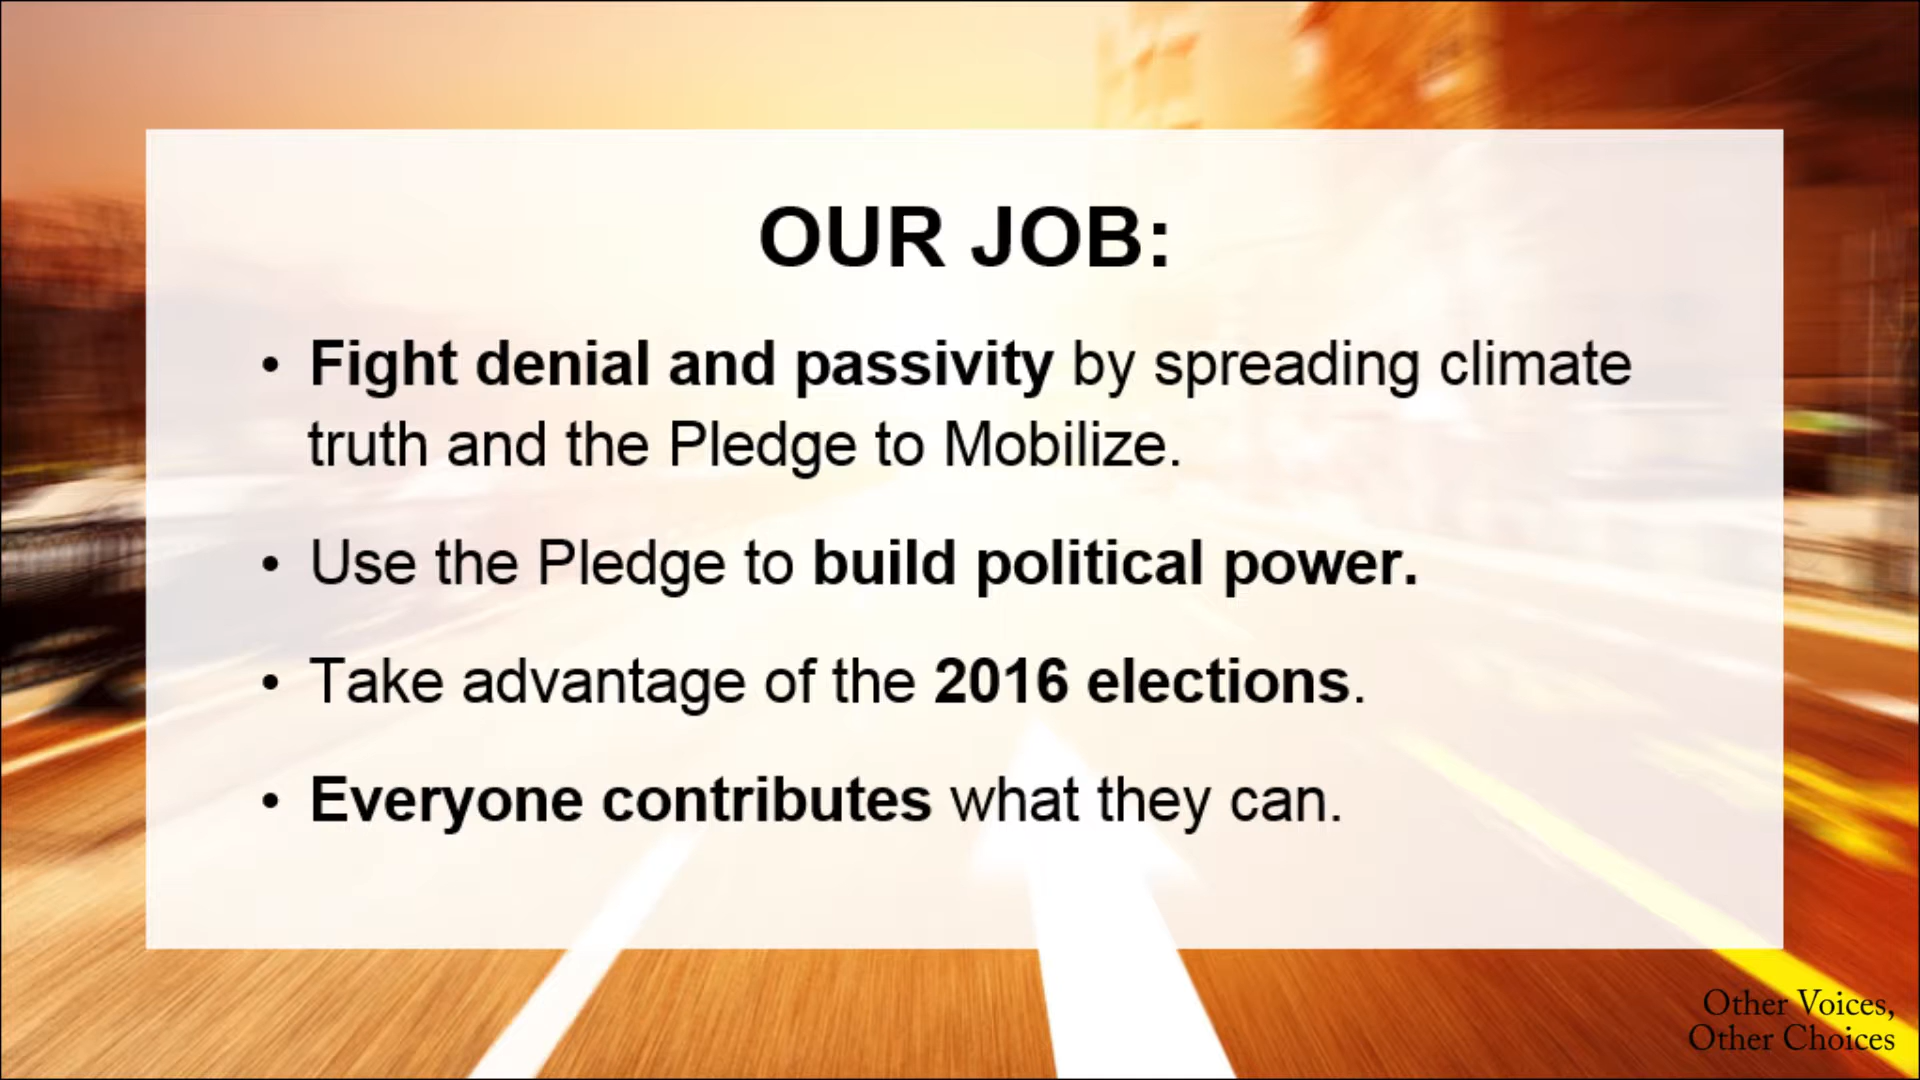 OUR JOB:
• Fight denial and passivity by spreading climate
truth and the Pledge to Mobilize.
• Use the Pledge to build political power.
• Take advantage of the 2016 elections.
• Everyone contributes what they can.
Other Voices,
Other Choices